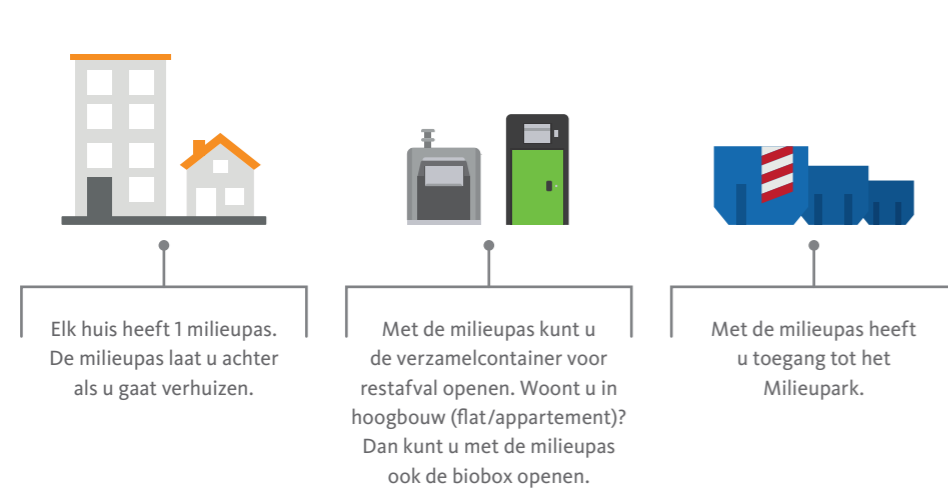 Elk huis heeft 1 milieupas.
De milieupas laat u achter
als u gaat verhuizen.
Met de milieupas kunt u
de verzamelcontainer voor
restafval openen. Woont u in
hoogbouw (flat/appartement)?
Dan kunt u met de milieupas
ook de biobox openen.
Met de milieupas heeft
u toegang tot het
Milieupark.